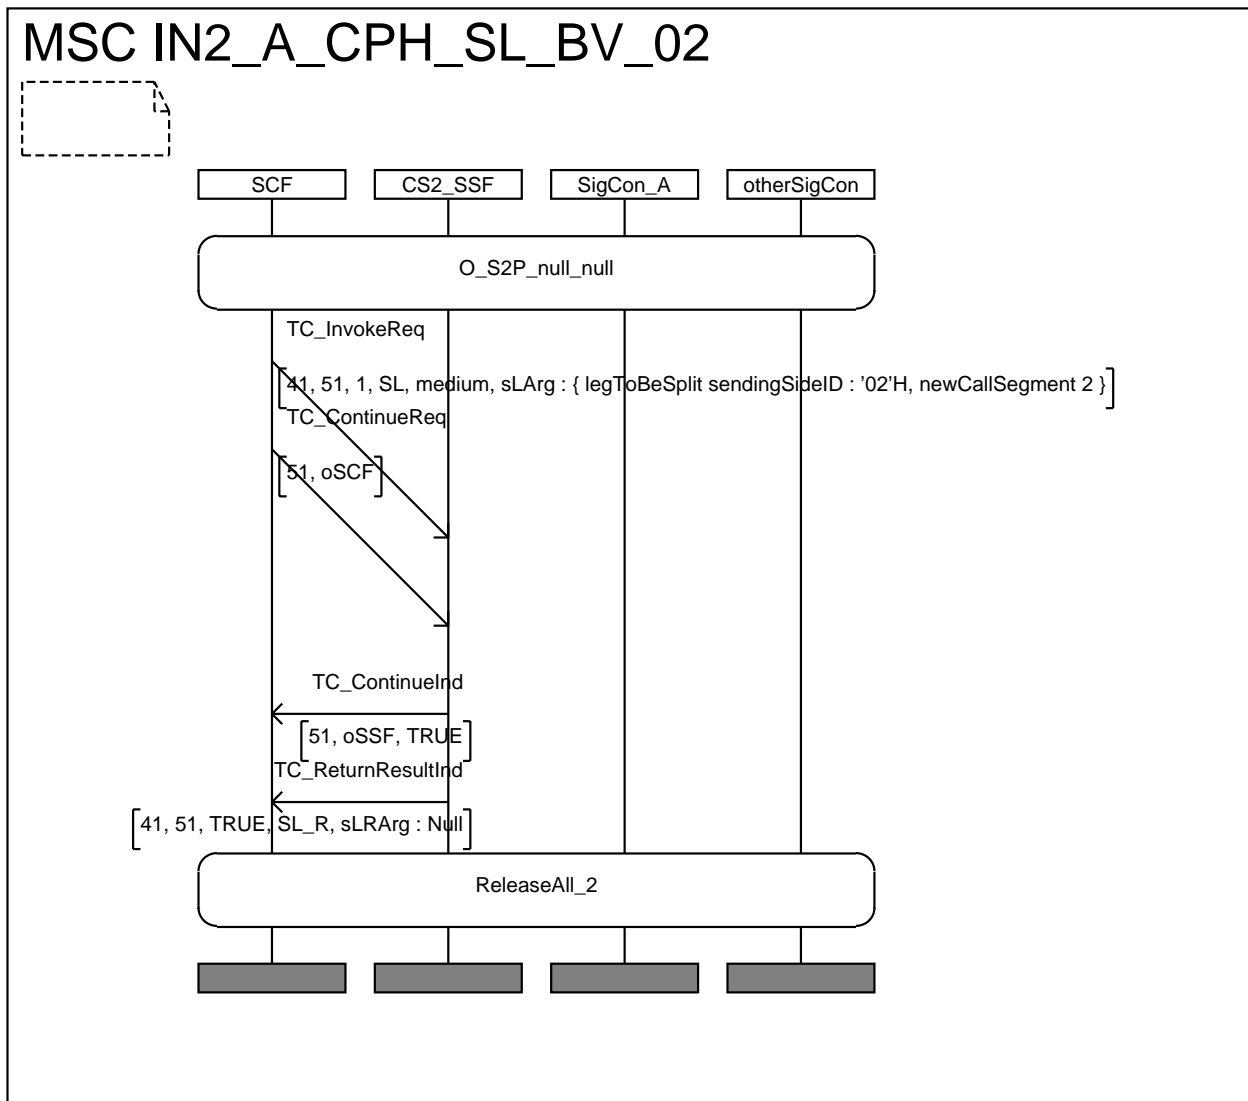 MSC IN2_A_CPH_SL_BV_02
SCF CS2_SSF SigCon_A otherSigCon
O_S2P_null_null
TC_InvokeReq
41, 51, 1, SL, medium, sLArg : { legToBeSplit sendingSideID : '02'H, newCallSegment 2 }
TC_ContinueReq
51, oSCF
TC_ContinueInd
51, oSSF, TRUE
TC_ReturnResultInd
41, 51, TRUE, SL_R, sLRArg : Null
ReleaseAll_2